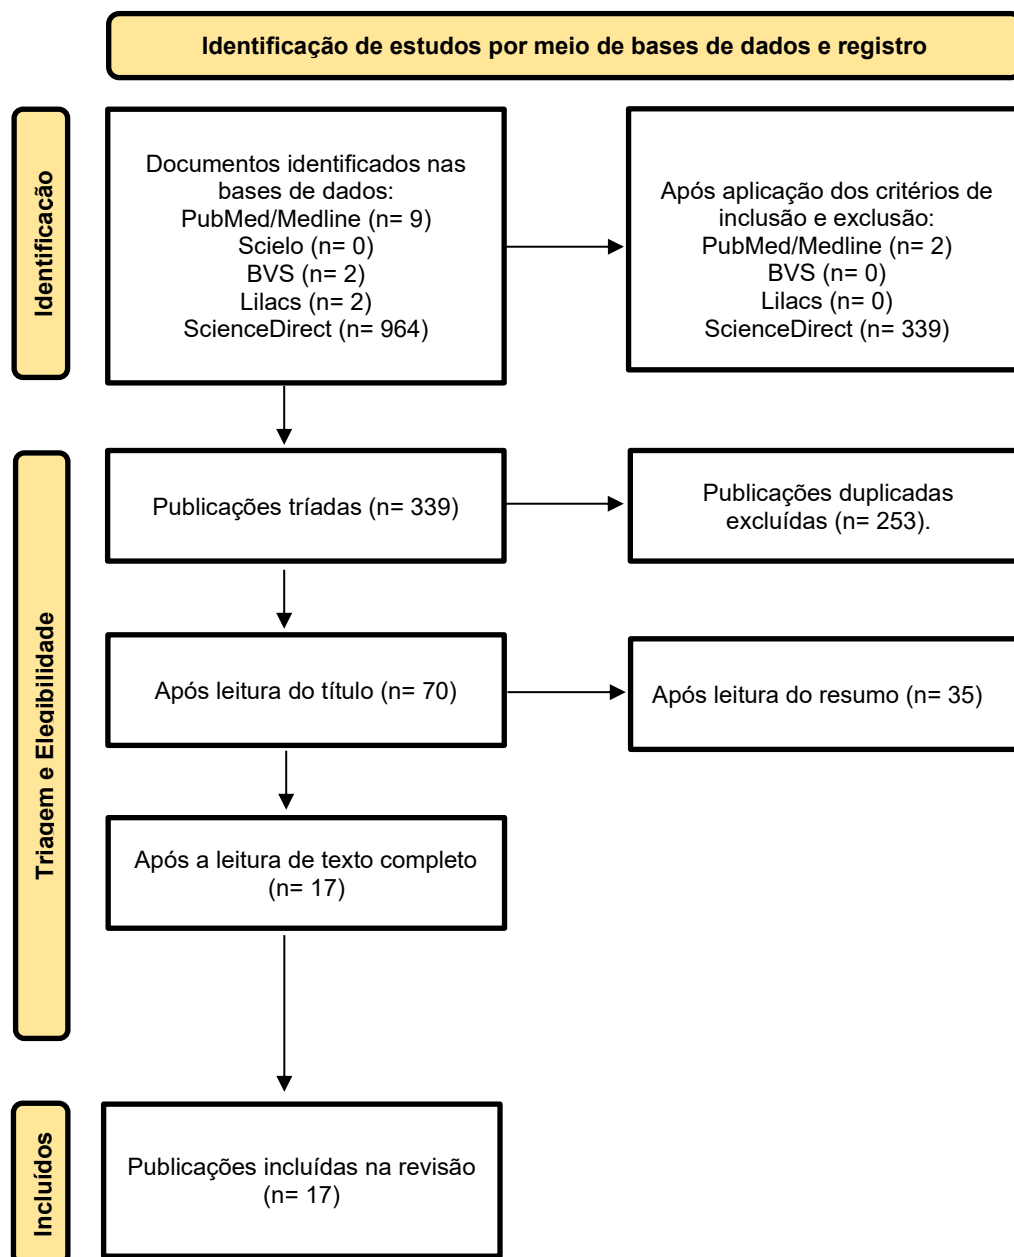 Identificação de estudos por meio de bases de dados e registro
Identificação
Documentos identificados nas
bases de dados:
PubMed/Medline (n= 9)
Scielo (n= 0)
BVS (n= 2)
Lilacs (n= 2)
ScienceDirect (n= 964)
Após aplicação dos critérios de
inclusão e exclusão:
PubMed/Medline (n= 2)
BVS (n= 0)
Lilacs (n= 0)
ScienceDirect (n= 339)
Triagem e Elegibilidade
Publicações tríadas (n= 339)
Publicações duplicadas
excluídas (n= 253).
Após leitura do título (n= 70)
Após leitura do resumo (n= 35)
Após a leitura de texto completo
(n= 17)
Incluídos
Publicações incluídas na revisão
(n= 17)